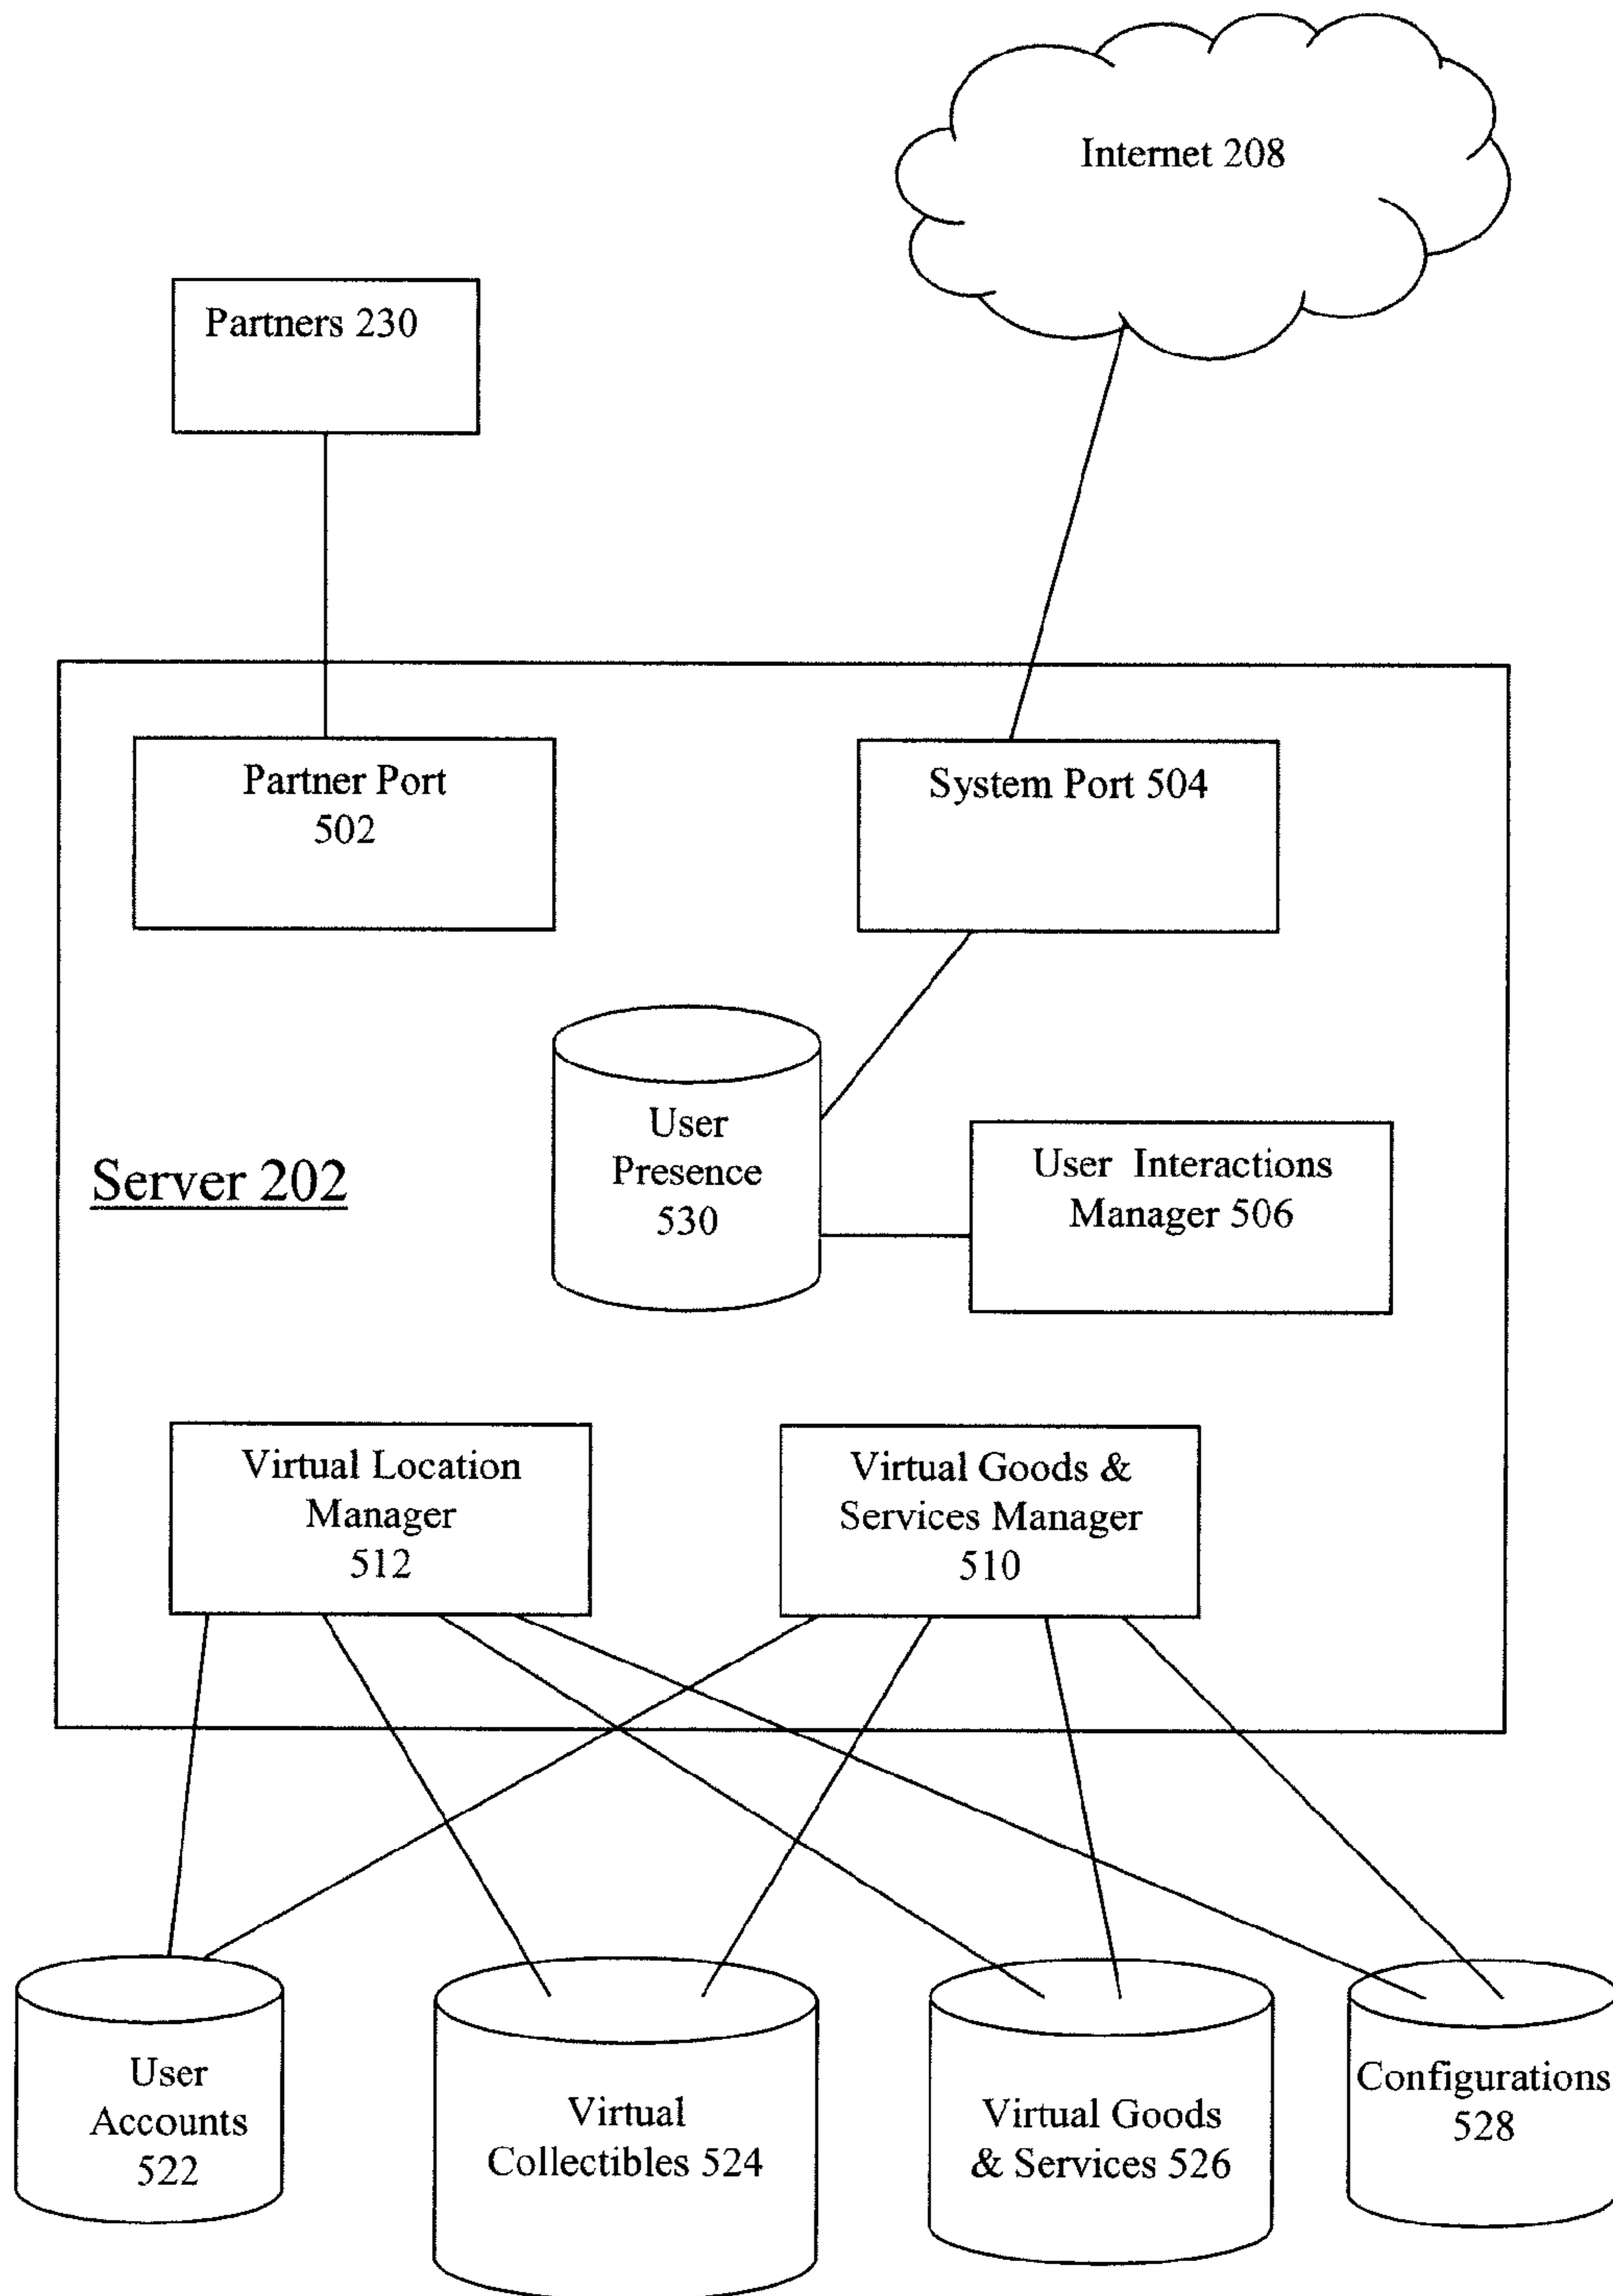 Internet 208
Partners 230
Partner Port
502
System Port 504
User
Presence
530
User Interactions
Manager 506
Server 202
Virtual Location
Manager
512
Virtual Goods &
Services Manager
510
User
Accounts
522
Virtual
Collectibles 524
Virtual Goods
& Services 526
Configurations
528